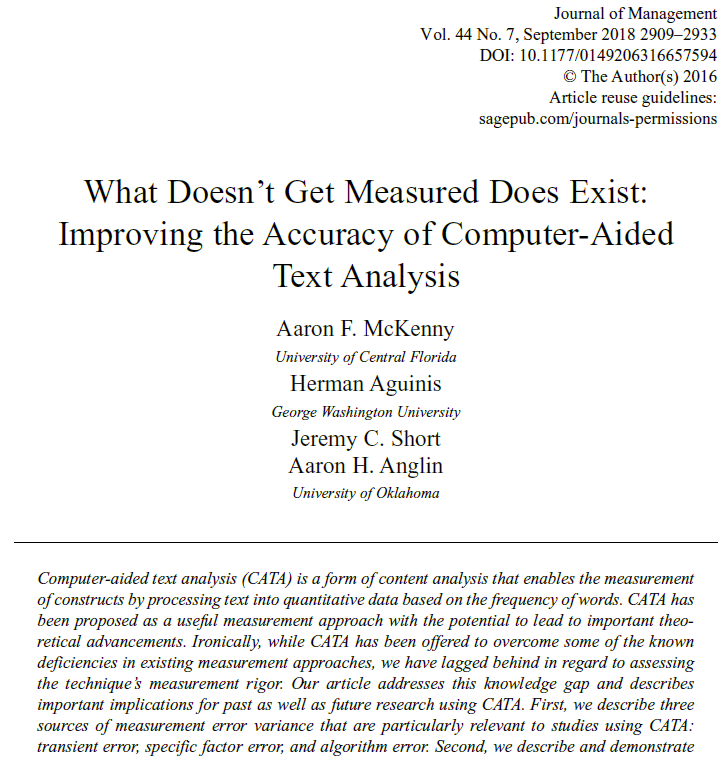 Journal of Management
Vol. 44 No. 7, September 2018 2909–2933
DOI: 10.1177/0149206316657594
© The Author(s) 2016
Article reuse guidelines:
sagepub.com/journals-permissions
What Doesn’t Get Measured Does Exist:
Improving the Accuracy of Computer-Aided
Text Analysis
Aaron F. McKenny
University of Central Florida
Herman Aguinis
George Washington University
Jeremy C. Short
Aaron H. Anglin
University of Oklahoma
Computer-aided text analysis (CATA) is a form of content analysis that enables the measurement
of constructs by processing text into quantitative data based on the frequency of words. CATA has
been proposed as a useful measurement approach with the potential to lead to important theo-
retical advancements. Ironically, while CATA has been offered to overcome some of the known
deficiencies in existing measurement approaches, we have lagged behind in regard to assessing
the technique’s measurement rigor. Our article addresses this knowledge gap and describes
important implications for past as well as future research using CATA. First, we describe three
sources of measurement error variance that are particularly relevant to studies using CATA:
transient error, specific factor error, and algorithm error. Second, we describe and demonstrate